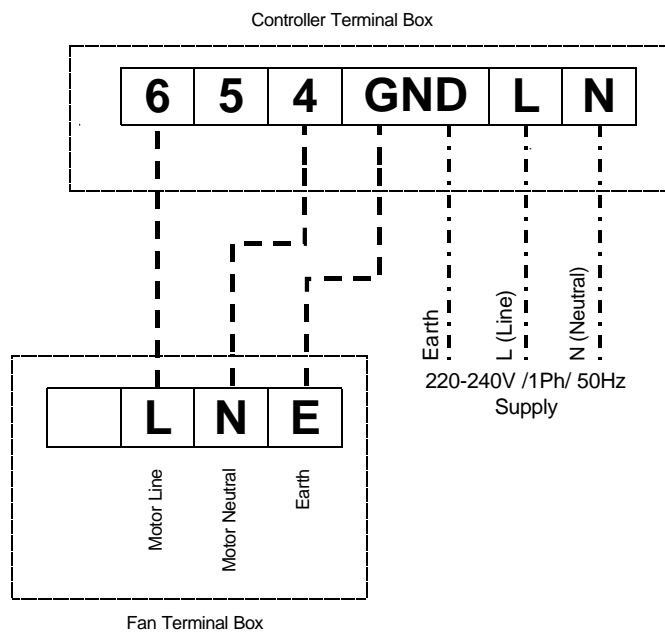 Controller Terminal Box
6 5 4 GND L N
Earth
L (Line)
N (Neutral)
220-240V /1Ph/ 50Hz
Supply
L N E
Motor Line
Motor Neutral
Earth
Fan Terminal Box